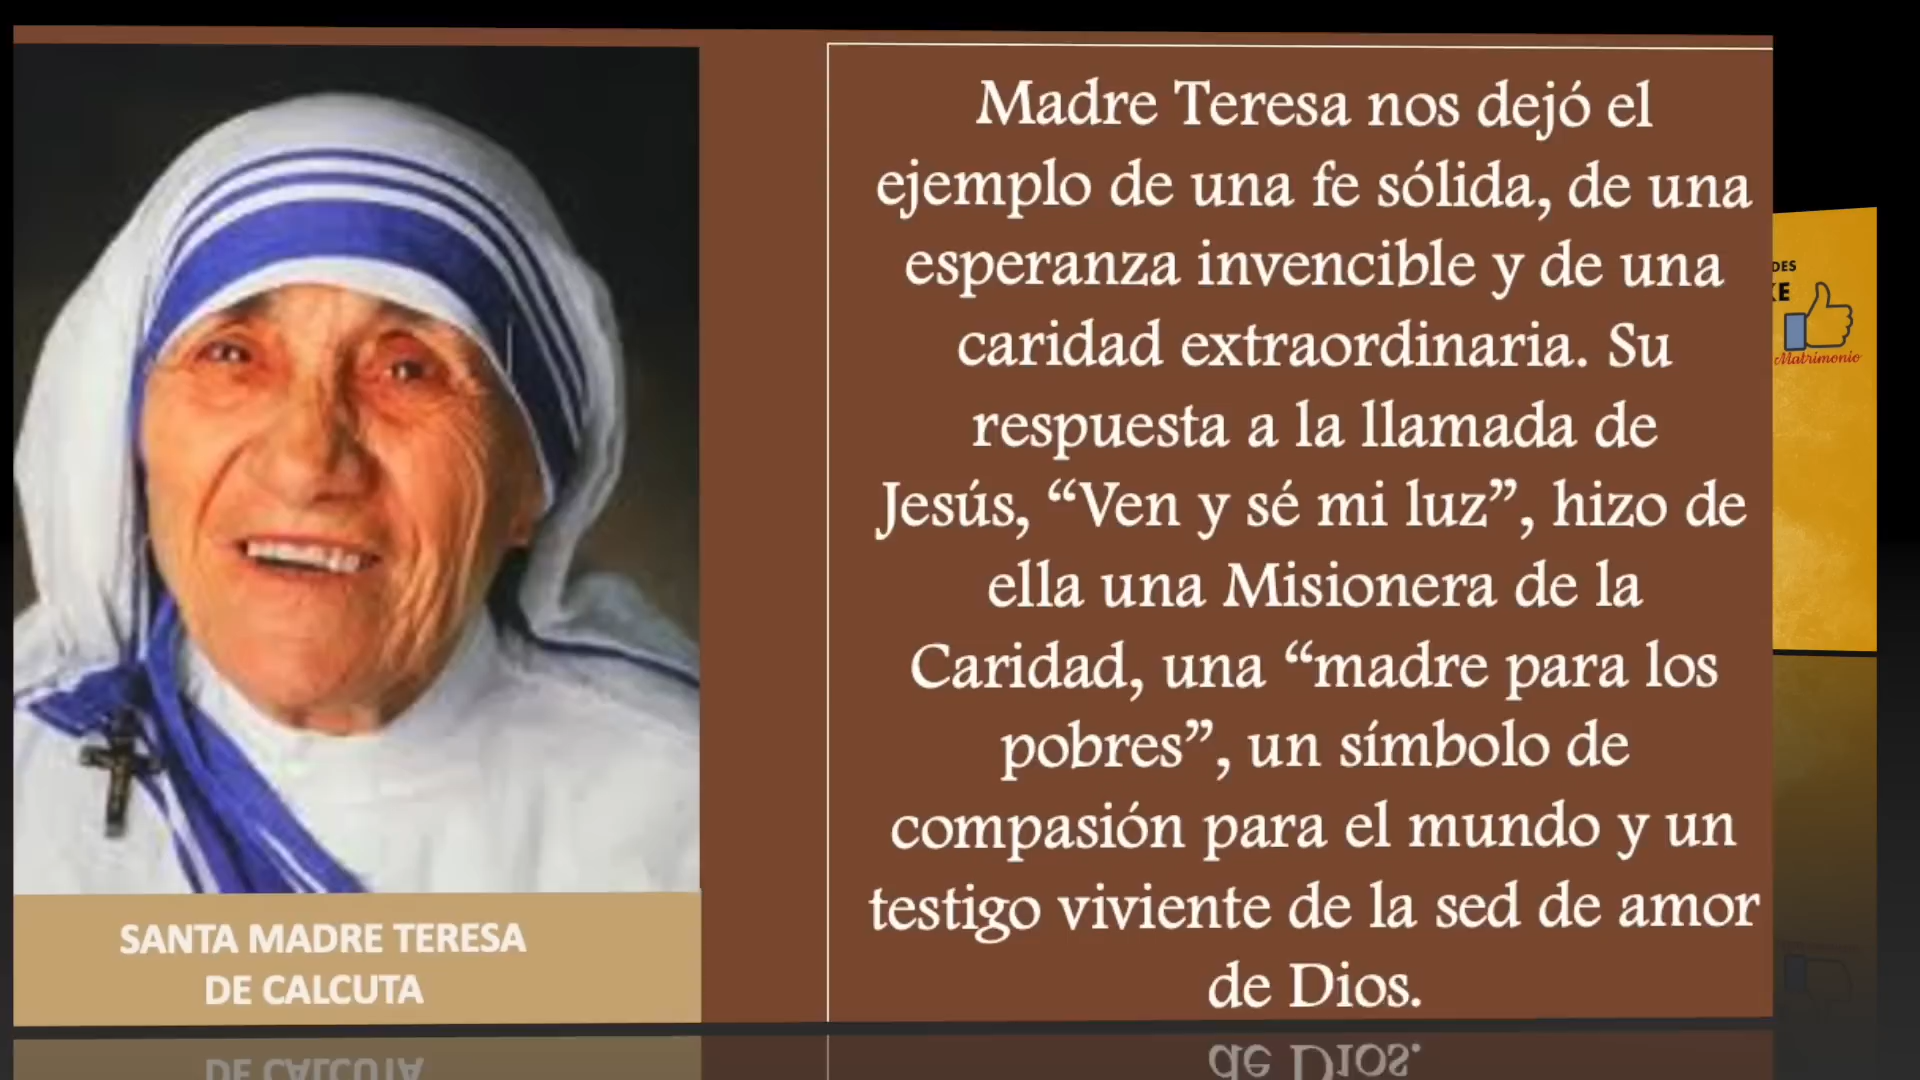 Madre Teresa nos dejó el
ejemplo de una fe sólida, de una
esperanza invencible y de una
caridad extraordinaria. Su
respuesta a la llamada de
Jesús, “Ven y sé mi luz”, hizo de
ella una Misionera de la
Caridad, una “madre para los
pobres”, un símbolo de
compasión para el mundo y un
testigo viviente de la sed de amor
de Dios.
SANTA MADRE TERESA
DE CALCUTA
Matrimonio